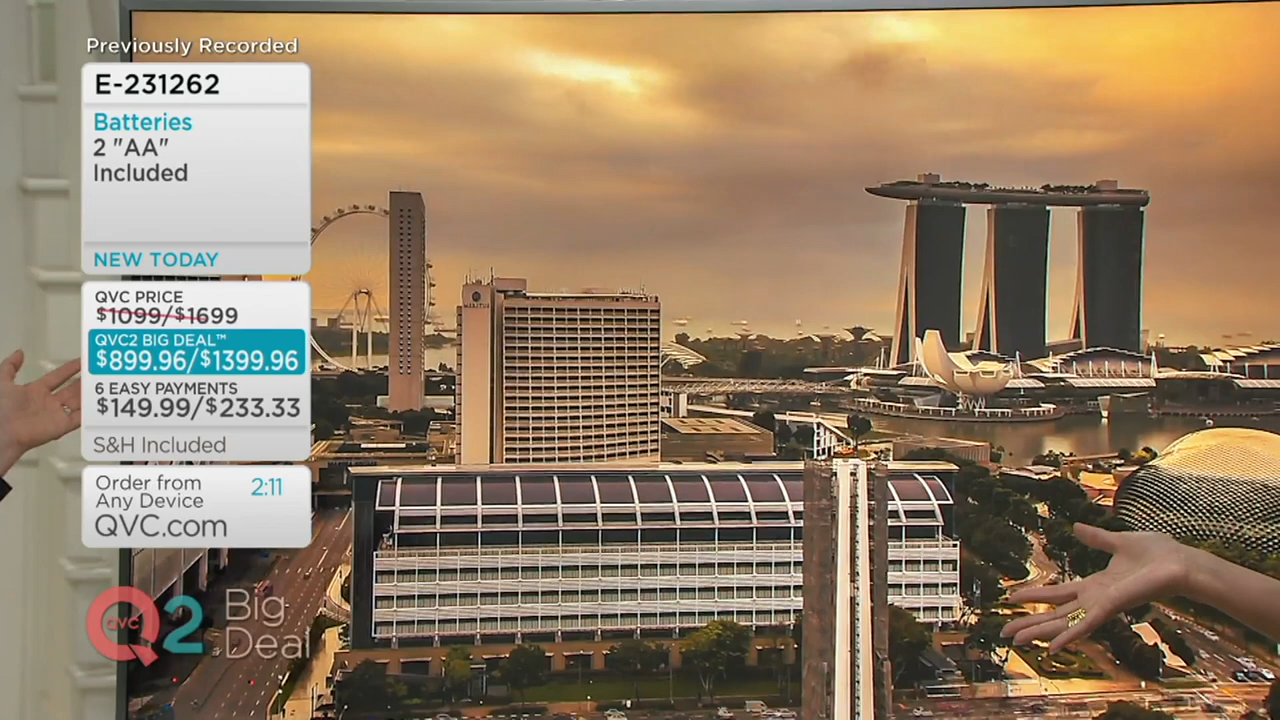 Previously Recorded
E-231262
Batteries
2 "AA"
Included
NEW TODAY
QVC PRICE
$1099/$1699
QVC2 BIG DEAL™
$899.96/$1399.96
6 EASY PAYMENTS
$149.99/$233.33
S&H Included
Order from
Any Device
2:11
QVC.com
QVC
Q2
Big
Deal